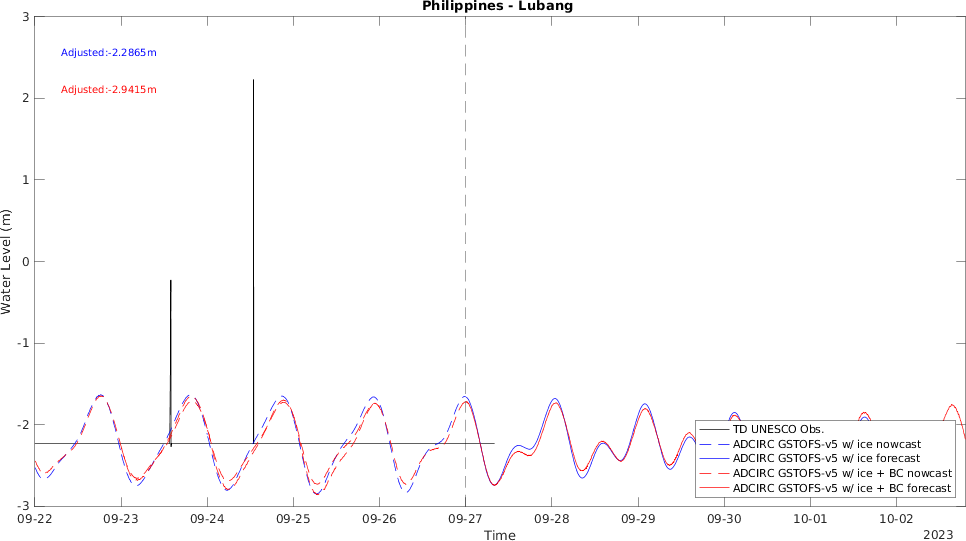 Philippines - Lubang
3
Adjusted:-2.2865m
Adjusted:-2.9415m
2
1
0
-1
-2
-3
Water Level (m)
TD UNESCO Obs.
ADCIRC GSTOFS-v5 w/ ice nowcast
ADCIRC GSTOFS-v5 w/ ice forecast
ADCIRC GSTOFS-v5 w/ ice + BC nowcast
ADCIRC GSTOFS-v5 w/ ice + BC forecast
09-22 09-23 09-24 09-25 09-26 09-27 09-28 09-29 09-30 10-01 10-02
Time
2023